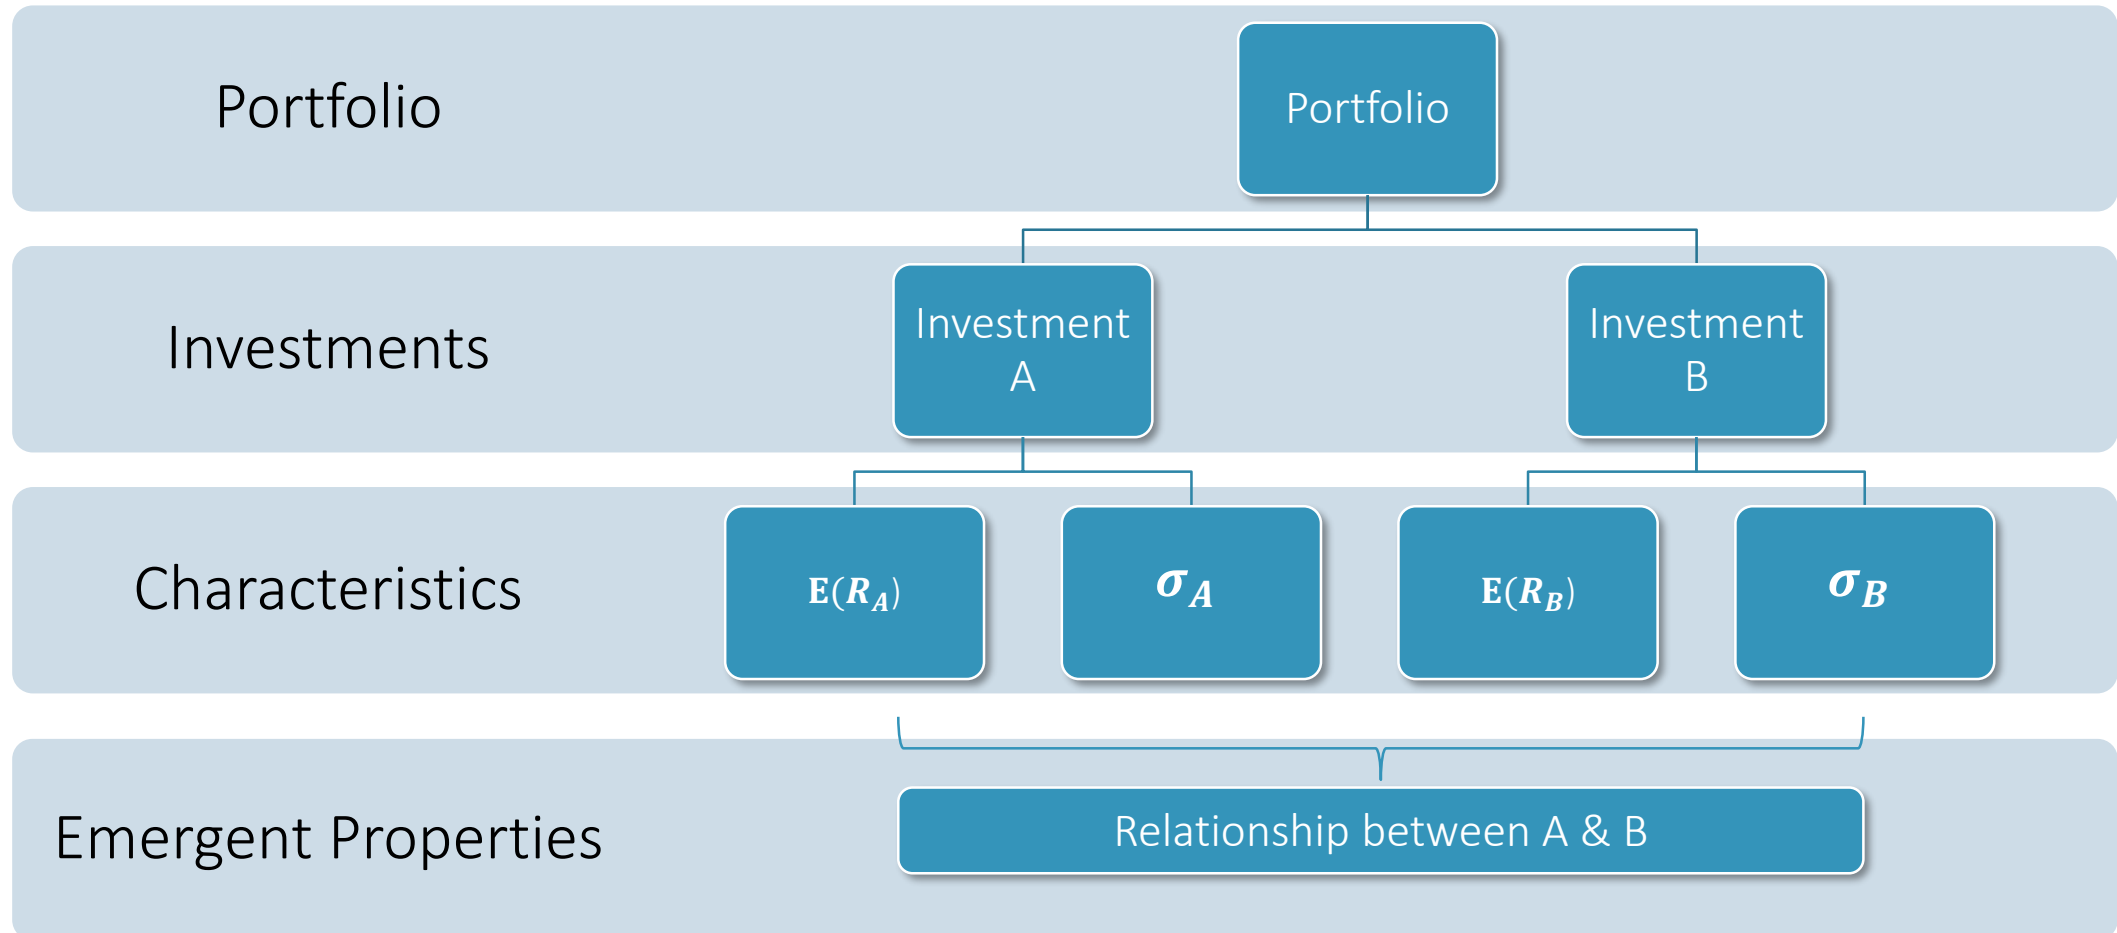 Portfolio
Portfolio
Investments
Investment
A
Investment
B
Characteristics
E(R_A)
σ_A
E(R_B)
σ_B
Emergent Properties
Relationship between A & B